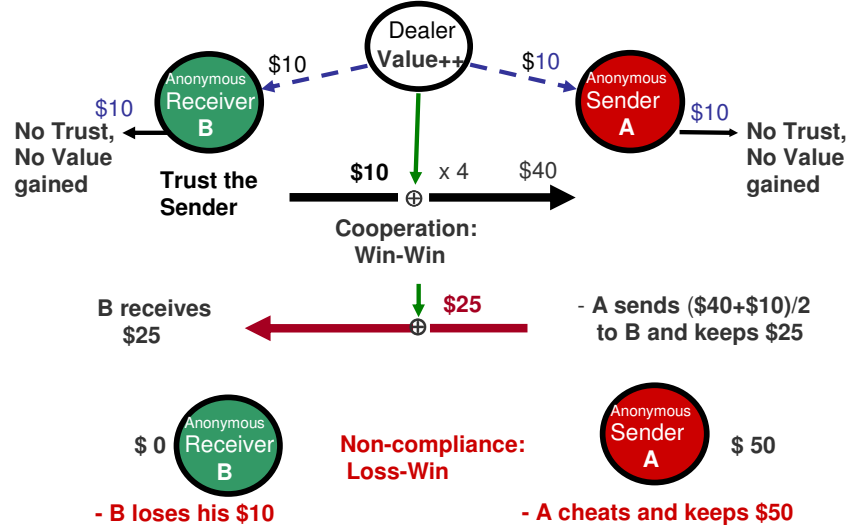 Dealer
Value++
$10
$10
Anonymous
Receiver
B
Anonymous
Sender
A
$10
$10
No Trust,
No Value
gained
No Trust,
No Value
gained
Trust the
Sender
$10
x 4
$40
Cooperation:
Win-Win
B receives
$25
$25
- A sends ($40+$10)/2
to B and keeps $25
$ 0
Anonymous
Receiver
B
Non-compliance:
Loss-Win
Anonymous
Sender
A
$ 50
- B loses his $10
- A cheats and keeps $50